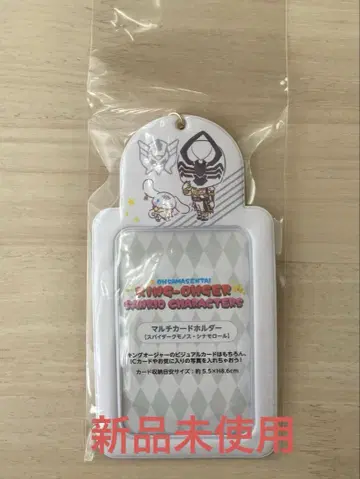 OHSAMASENTAI
KING-OHGER
SANRIO CHARACTERS
マルチカードホルダー
[スパイダークモノス・シナモロール]
キングオージャーのビジュアルカードはもちろん、
ICカードやお気に入りの写真を入れちゃおう!
カード収納目安サイズ:約 5.5×H8.6cm
新品未使用